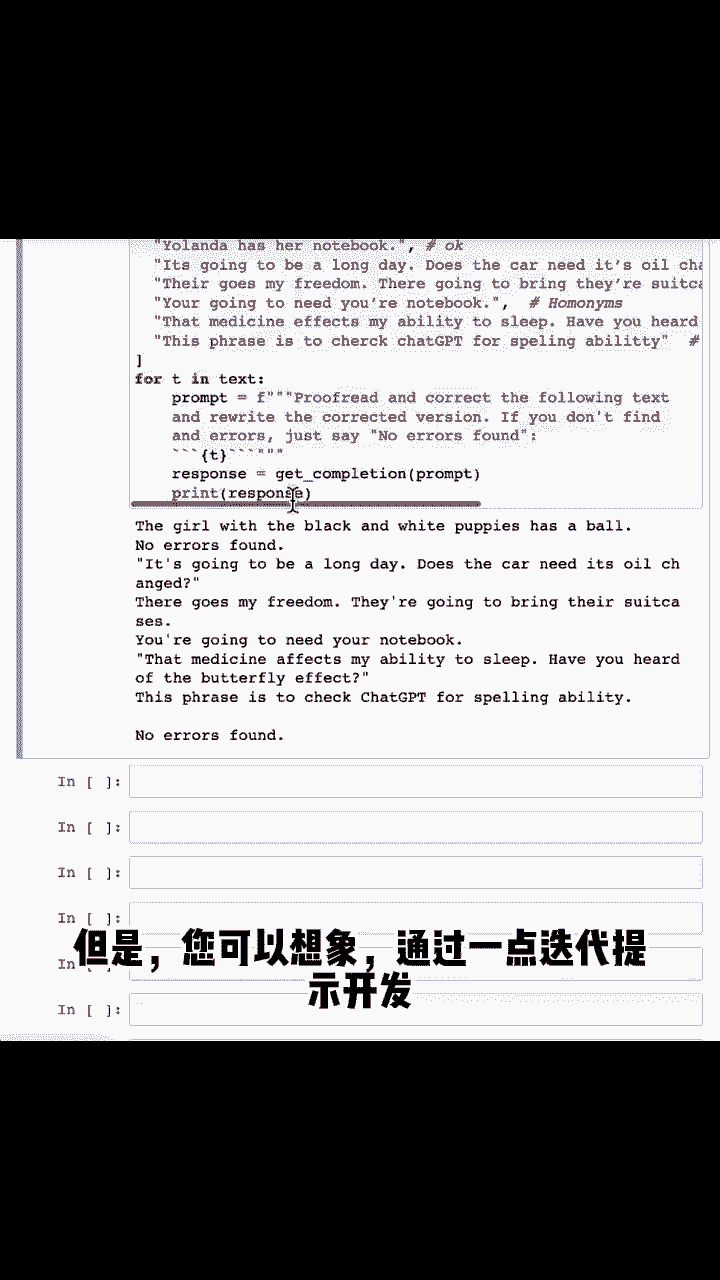 "Yolanda has her notebook.", # ok
"Its going to be a long day. Does the car need it’s oil cha
"Their goes my freedom. There going to bring they’re suitca
"Your going to need you’re notebook.",  # Homonyms
"That medicine effects my ability to sleep. Have you heard
"This phrase is to cherck chatGPT for speling abilitty"  #
]
for t in text:
prompt = f"""Proofread and correct the following text
and rewrite the corrected version. If you don't find
and errors, just say "No errors found":
```{t}```"""
response = get_completion(prompt)
print(response)
The girl with the black and white puppies has a ball.
No errors found.
"It's going to be a long day. Does the car need its oil ch
anged?"
There goes my freedom. They're going to bring their suitca
ses.
You're going to need your notebook.
"That medicine affects my ability to sleep. Have you heard
of the butterfly effect?"
This phrase is to check ChatGPT for spelling ability.
No errors found.
In [ ]:
In [ ]:
In [ ]:
In [ ]:
In [ ]:
In [ ]:
但是，您可以想象，通过一点迭代提
示开发